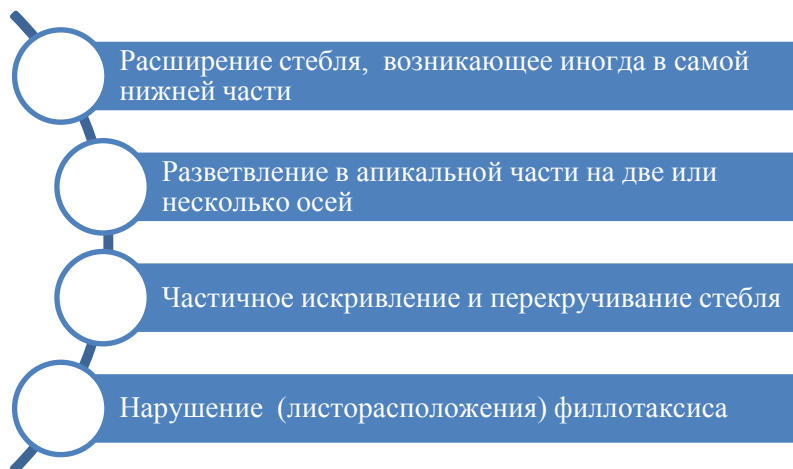 Расширение стебля,  возникающее иногда в самой
нижней части
Разветвление в апикальной части на две или
несколько осей
Частичное искривление и перекручивание стебля
Нарушение  (листорасположения) филлотаксиса